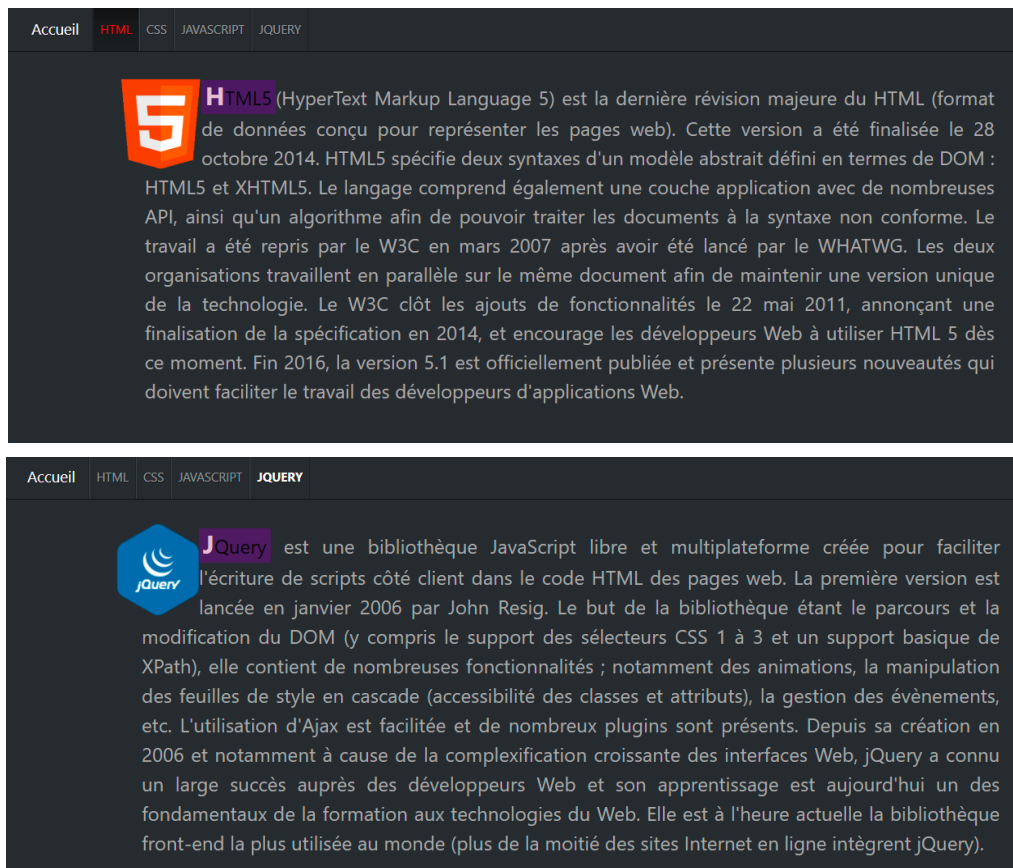 Accueil HTML CSS JAVASCRIPT JQUERY
HTML5 (HyperText Markup Language 5) est la dernière révision majeure du HTML (format
de données conçu pour représenter les pages web). Cette version a été finalisée le 28
octobre 2014. HTML5 spécifie deux syntaxes d'un modèle abstrait défini en termes de DOM :
HTML5 et XHTML5. Le langage comprend également une couche application avec de nombreuses
API, ainsi qu'un algorithme afin de pouvoir traiter les documents à la syntaxe non conforme. Le
travail a été repris par le W3C en mars 2007 après avoir été lancé par le WHATWG. Les deux
organisations travaillent en parallèle sur le même document afin de maintenir une version unique
de la technologie. Le W3C clôt les ajouts de fonctionnalités le 22 mai 2011, annonçant une
finalisation de la spécification en 2014, et encourage les développeurs Web à utiliser HTML 5 dès
ce moment. Fin 2016, la version 5.1 est officiellement publiée et présente plusieurs nouveautés qui
doivent faciliter le travail des développeurs d'applications Web.
Accueil HTML CSS JAVASCRIPT JQUERY
jQuery
JQuery est une bibliothèque JavaScript libre et multiplateforme créée pour faciliter
l'écriture de scripts côté client dans le code HTML des pages web. La première version est
lancée en janvier 2006 par John Resig. Le but de la bibliothèque étant le parcours et la
modification du DOM (y compris le support des sélecteurs CSS 1 à 3 et un support basique de
XPath), elle contient de nombreuses fonctionnalités ; notamment des animations, la manipulation
des feuilles de style en cascade (accessibilité des classes et attributs), la gestion des évènements,
etc. L'utilisation d'Ajax est facilitée et de nombreux plugins sont présents. Depuis sa création en
2006 et notamment à cause de la complexification croissante des interfaces Web, jQuery a connu
un large succès auprès des développeurs Web et son apprentissage est aujourd'hui un des
fondamentaux de la formation aux technologies du Web. Elle est à l'heure actuelle la bibliothèque
front-end la plus utilisée au monde (plus de la moitié des sites Internet en ligne intègrent jQuery).